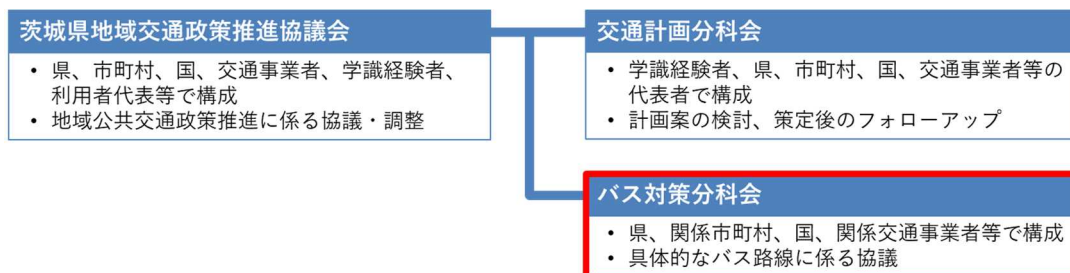 茨城県地域交通政策推進協議会
• 県、市町村、国、交通事業者、学識経験者、
利用者代表等で構成
• 地域公共交通政策推進に係る協議・調整
交通計画分科会
• 学識経験者、県、市町村、国、交通事業者等の
代表者で構成
• 計画案の検討、策定後のフォローアップ
バス対策分科会
• 県、関係市町村、国、関係交通事業者等で構成
• 具体的なバス路線に係る協議